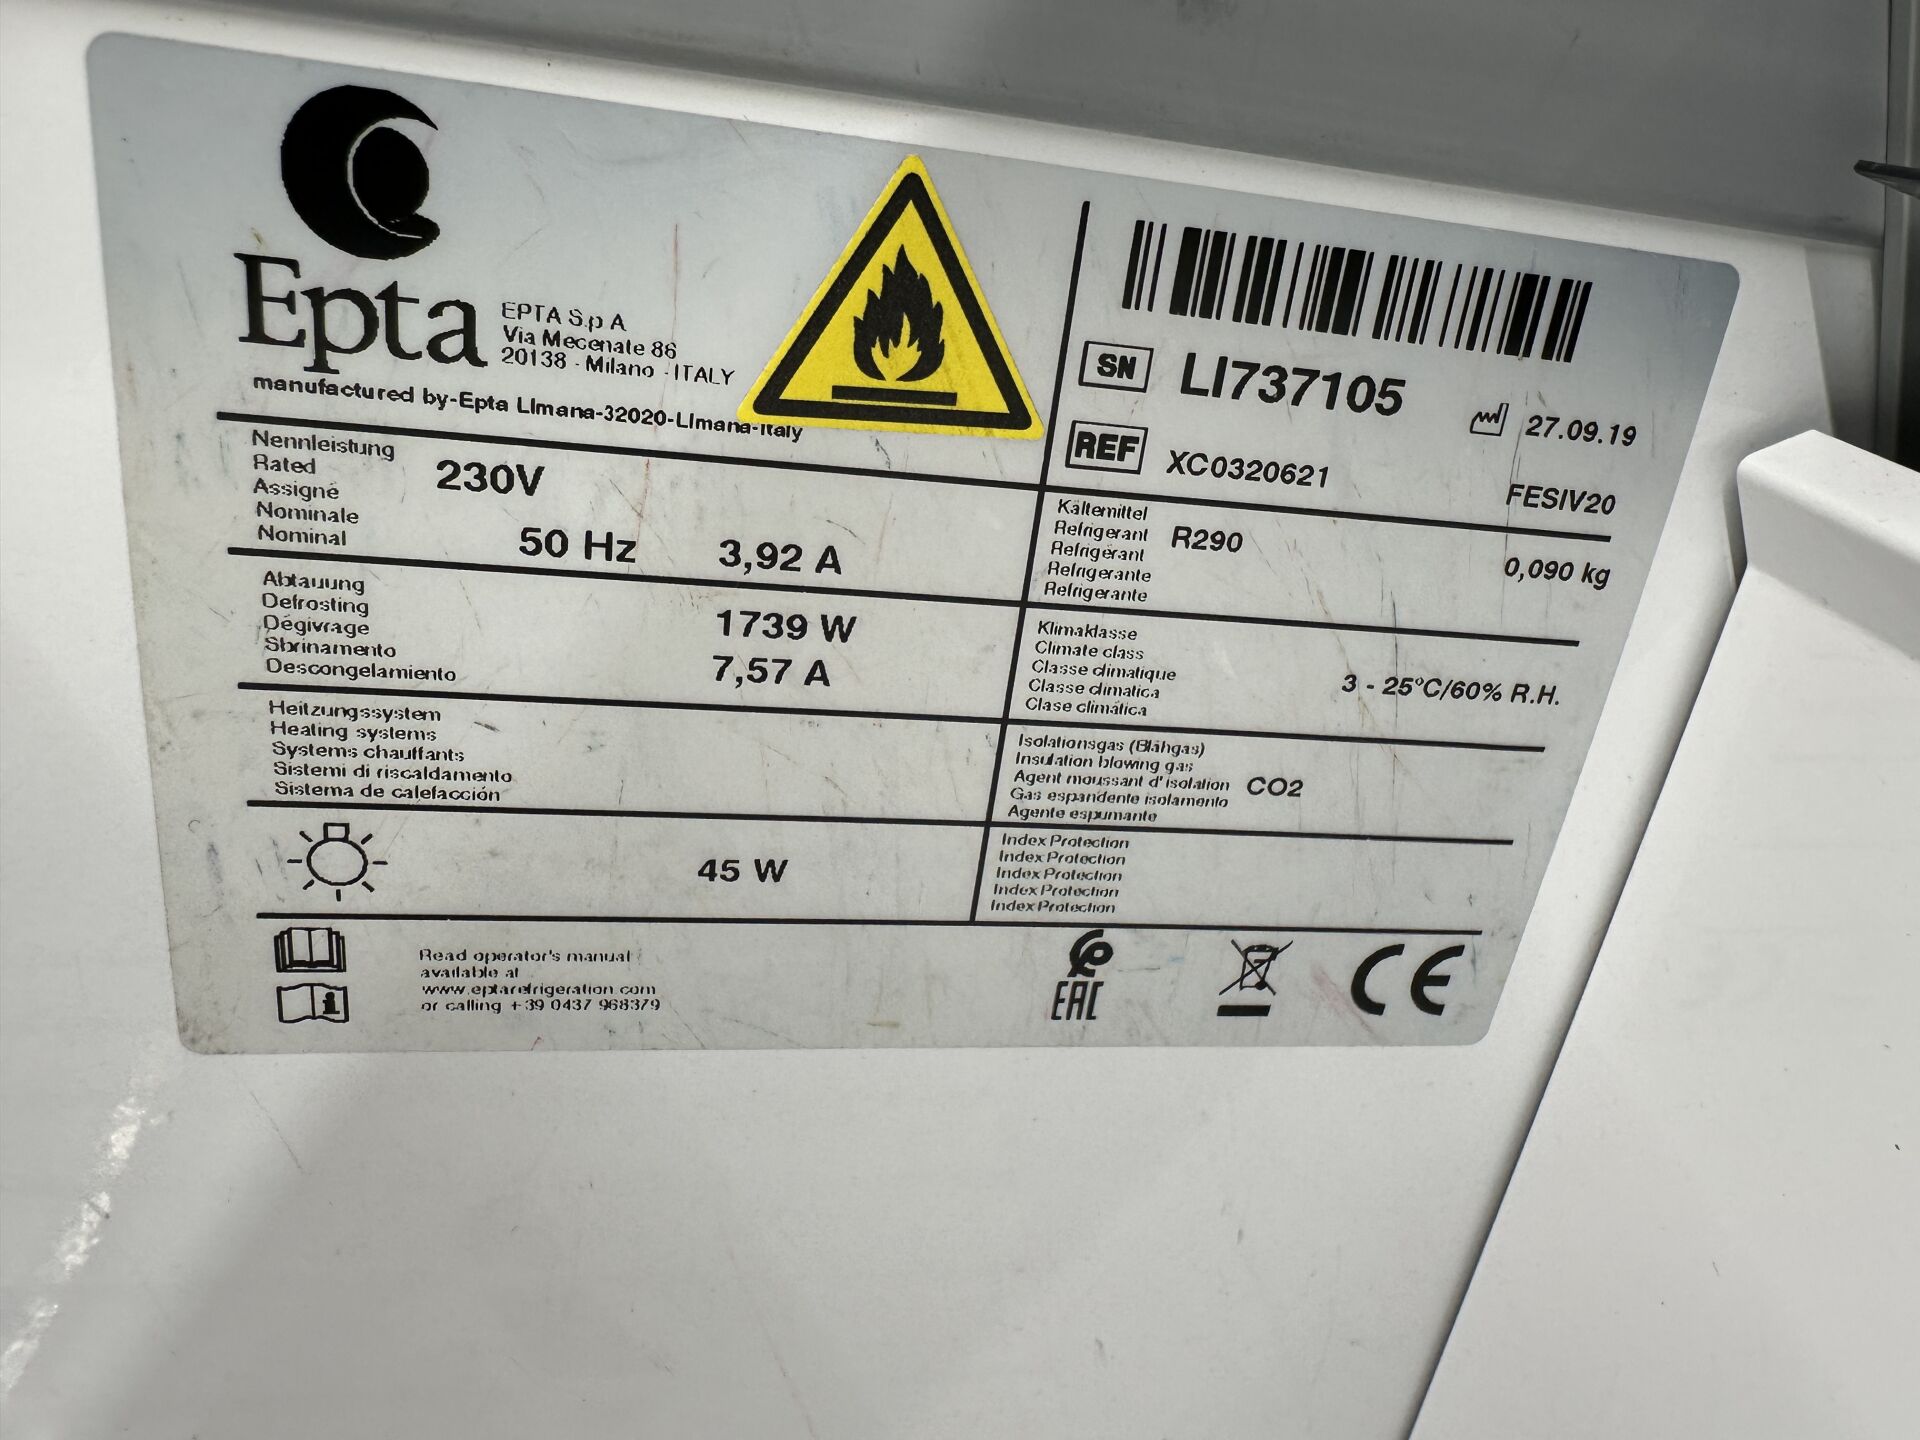 Epta
EPTA S.p A
Via Mecenate 86
20138 - Milano - ITALY
manufactured by-Epta LImana-32020-LImana-Italy
SN LI737105
27.09.19
REF XC0320621
FESIV20
Nennleistung
Rated
Assigné
Nominale
Nominal
230V
50 Hz 3,92 A
Kältemittel
Refrigerant
Refrigérant
Refrigerante
Refrigerante
R290
0,090 kg
Abtauung
Defrosting
Dégivrage
Sbrinamento
Descongelamiento
1739 W
7,57 A
Klimaklasse
Climate class
Classe climatique
Classe climatica
Clase climática
3 - 25°C/60% R.H.
Heitzungssystem
Heating systems
Systems chauffants
Sistemi di riscaldamento
Sistema de calefacción
Isolationsgas (Blähgas)
Insulation blowing gas
Agent moussant d'isolation
Gas espandente isolamento
Agente espumante
CO2
45 W
Index Protection
Index Protection
Index Protection
Index Protection
Index Protection
Read operator's manual
available at
www.eptarefrigeration.com
or calling +39 0437 968379
EAC
CE